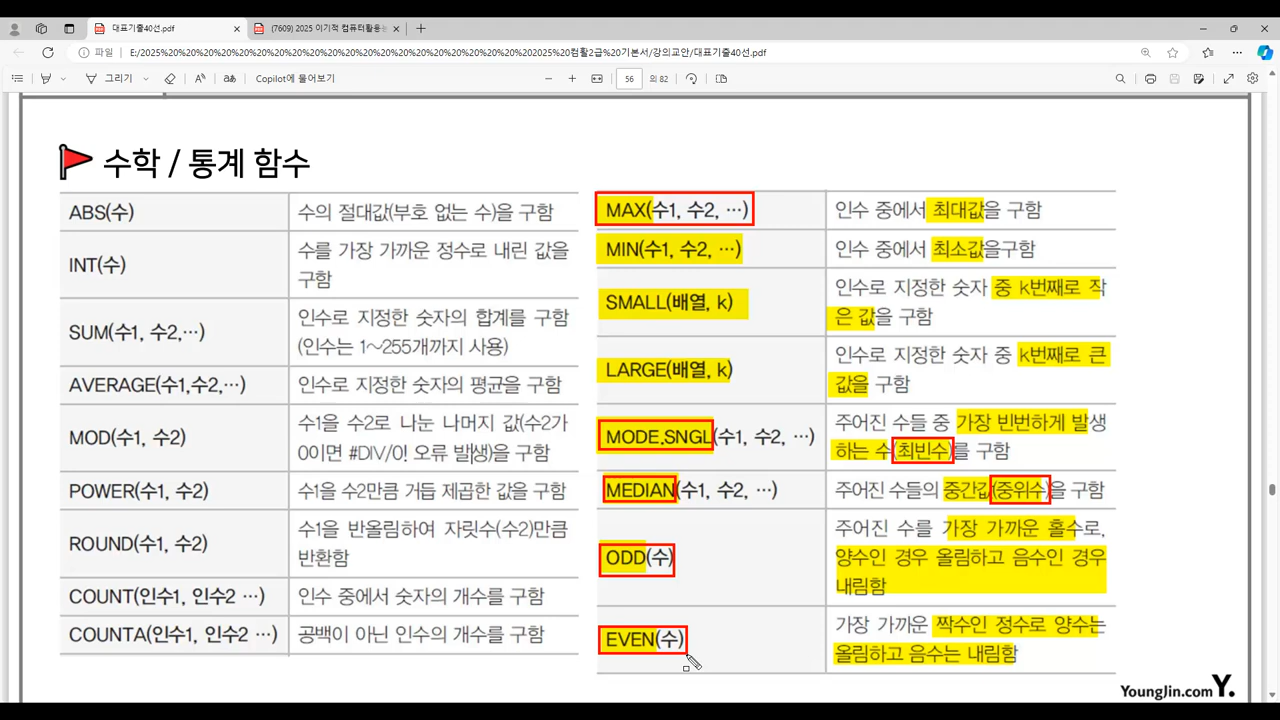 대표기출40선.pdf
(7609) 2025 이기적 컴퓨터활용능
파일
E:/2025%20%20%20%20%20%20%20%20%20%20%20%20%202025%20컴활2급%20기본서/강의교안/대표기출40선.pdf
그리기
Copilot에 물어보기
56
의 82
수학 / 통계 함수
ABS(수)
수의 절대값(부호 없는 수)을 구함
INT(수)
수를 가장 가까운 정수로 내린 값을
구함
SUM(수1, 수2,…)
인수로 지정한 숫자의 합계를 구함
(인수는 1~255개까지 사용)
AVERAGE(수1,수2,…)
인수로 지정한 숫자의 평균을 구함
MOD(수1, 수2)
수1을 수2로 나눈 나머지 값(수2가
0이면 #DIV/0! 오류 발생)을 구함
POWER(수1, 수2)
수1을 수2만큼 거듭 제곱한 값을 구함
ROUND(수1, 수2)
수1을 반올림하여 자릿수(수2)만큼
반환함
COUNT(인수1, 인수2 …)
인수 중에서 숫자의 개수를 구함
COUNTA(인수1, 인수2 …)
공백이 아닌 인수의 개수를 구함
MAX(수1, 수2, …)
인수 중에서 최대값을 구함
MIN(수1, 수2, …)
인수 중에서 최소값을구함
SMALL(배열, k)
인수로 지정한 숫자 중 k번째로 작
은 값을 구함
LARGE(배열, k)
인수로 지정한 숫자 중 k번째로 큰
값을 구함
MODE.SNGL(수1, 수2, …)
주어진 수들 중 가장 빈번하게 발생
하는 수(최빈수)를 구함
MEDIAN(수1, 수2, …)
주어진 수들의 중간값(중위수)을 구함
ODD(수)
주어진 수를 가장 가까운 홀수로,
양수인 경우 올림하고 음수인 경우
내림함
EVEN(수)
가장 가까운 짝수인 정수로 양수는
올림하고 음수는 내림함
YoungJin.com Y.